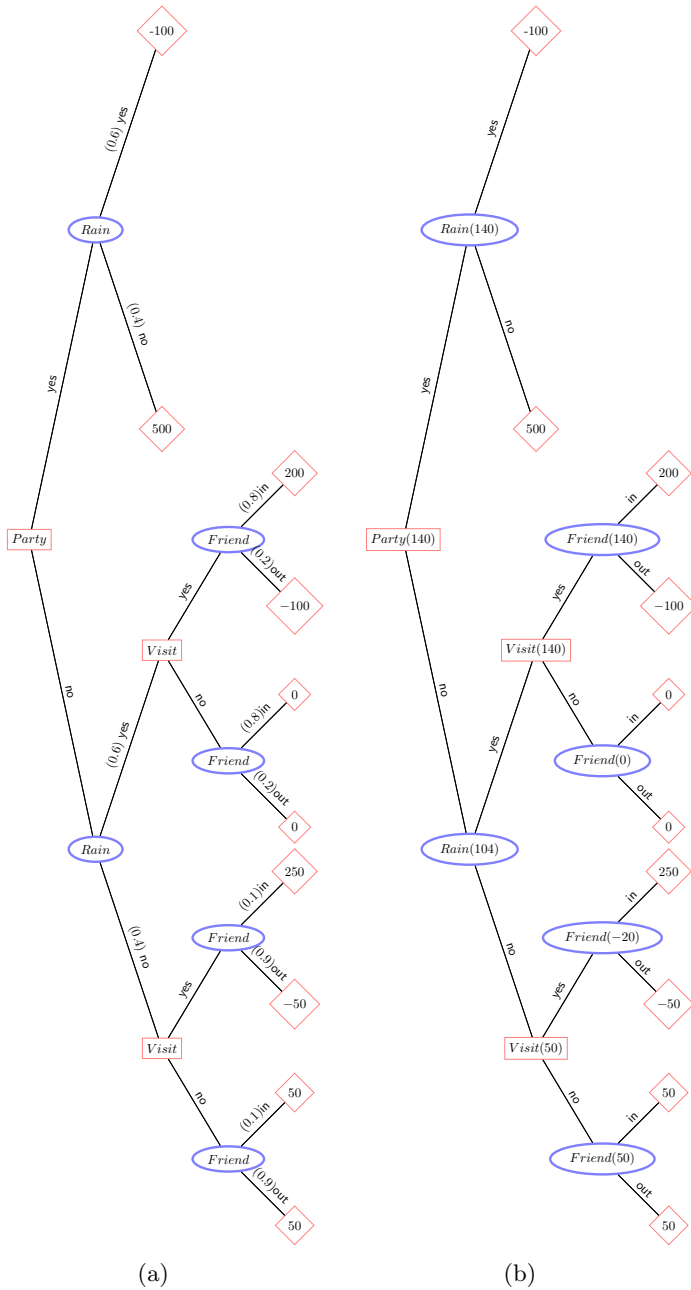 -100
-100
(0.6) yes
yes
Rain
Rain(140)
(0.4) no
no
yes
yes
500
500
200
200
(0.8)in
in
Party
Friend
Party(140)
Friend(140)
(0.2)out
out
yes
yes
−100
−100
Visit
Visit(140)
no
no
no
no
0
0
(0.8)in
in
(0.6) yes
yes
Friend
Friend(0)
(0.2)out
out
0
0
Rain
Rain(104)
250
250
(0.1)in
in
(0.4) no
no
Friend
Friend(−20)
(0.9)out
out
yes
yes
−50
−50
Visit
Visit(50)
no
no
50
50
(0.1)in
in
Friend
Friend(50)
(0.9)out
out
50
50
(a)
(b)